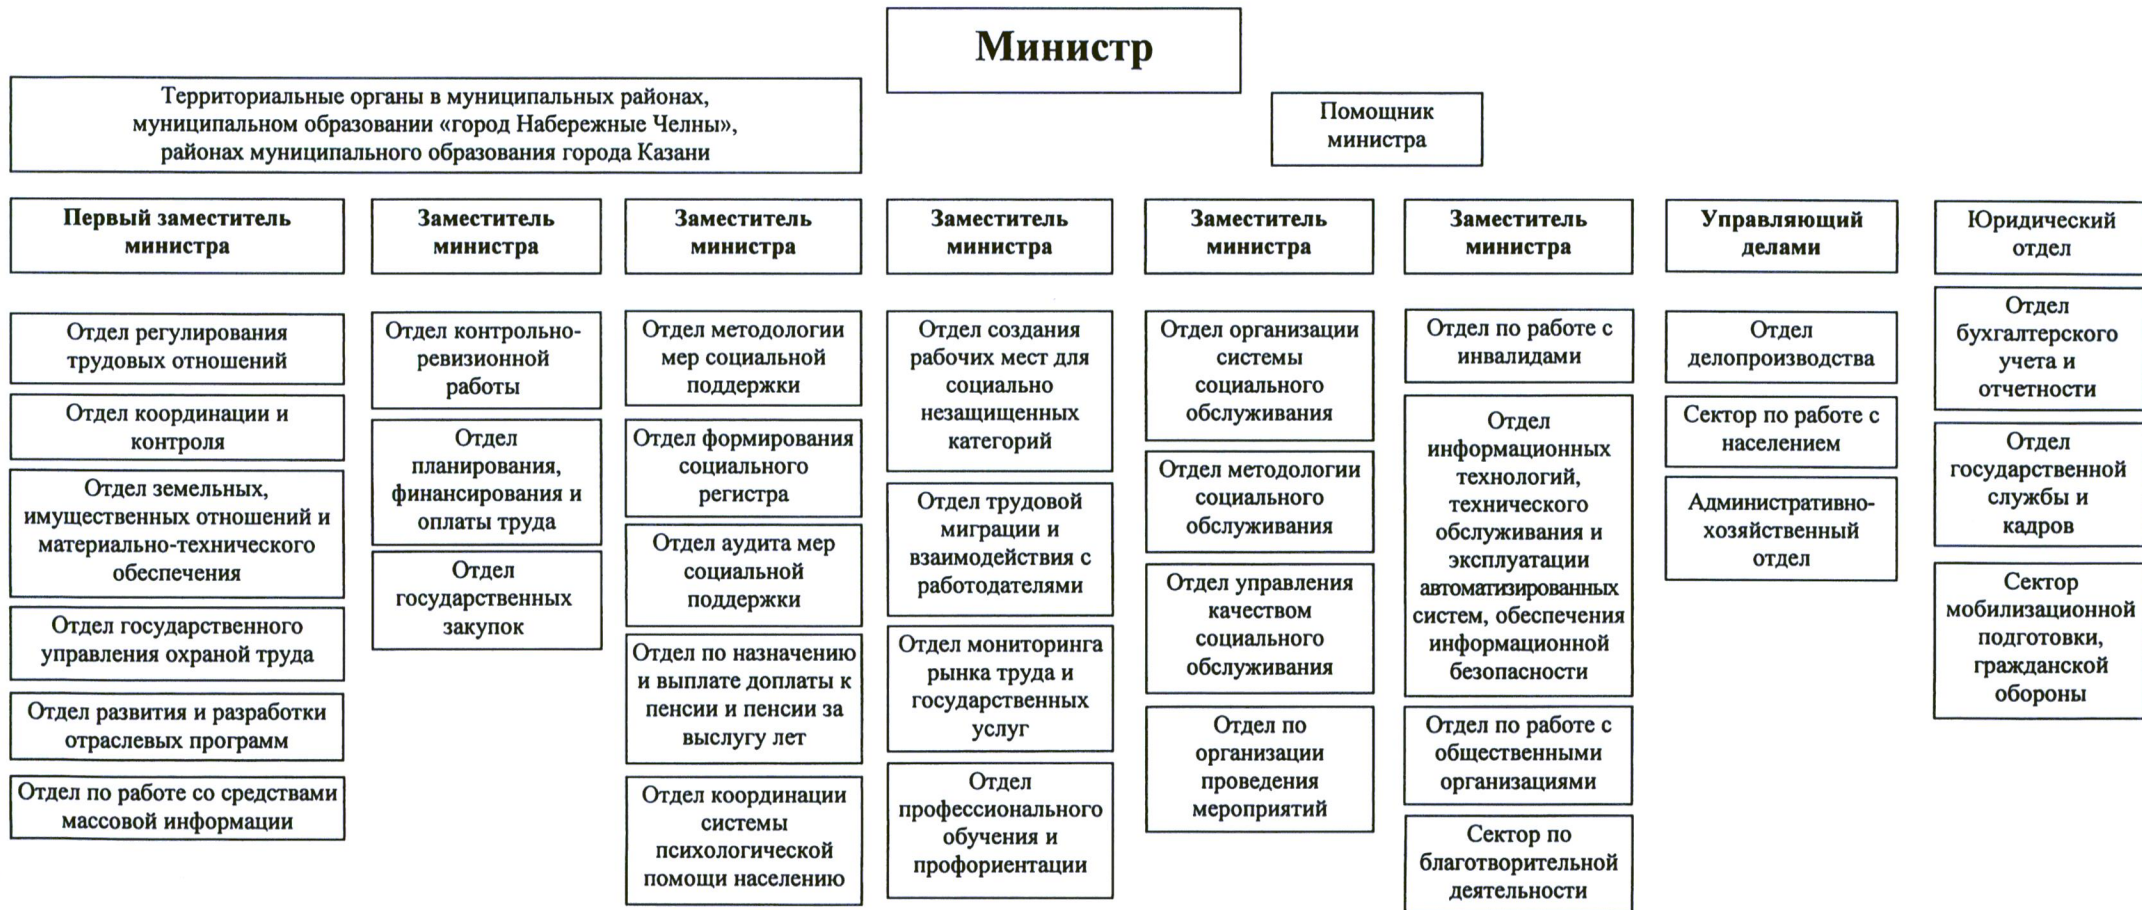 Министр
Территориальные органы в муниципальных районах,
муниципальном образовании «город Набережные Челны»,
районах муниципального образования города Казани
Помощник
министра
Первый заместитель
министра
Отдел регулирования
трудовых отношений
Отдел координации и
контроля
Отдел земельных,
имущественных отношений и
материально-технического
обеспечения
Отдел государственного
управления охраной труда
Отдел развития и разработки
отраслевых программ
Отдел по работе со средствами
массовой информации
Заместитель
министра
Отдел контрольно-
ревизионной
работы
Отдел
планирования,
финансирования и
оплаты труда
Отдел
государственных
закупок
Заместитель
министра
Отдел методологии
мер социальной
поддержки
Отдел формирования
социального
регистра
Отдел аудита мер
социальной
поддержки
Отдел по назначению
и выплате доплаты к
пенсии и пенсии за
выслугу лет
Отдел координации
системы
психологической
помощи населению
Заместитель
министра
Отдел создания
рабочих мест для
социально
незащищенных
категорий
Отдел трудовой
миграции и
взаимодействия с
работодателями
Отдел мониторинга
рынка труда и
государственных
услуг
Отдел
профессионального
обучения и
профориентации
Заместитель
министра
Отдел организации
системы
социального
обслуживания
Отдел методологии
социального
обслуживания
Отдел управления
качеством
социального
обслуживания
Отдел по
организации
проведения
мероприятий
Заместитель
министра
Отдел по работе с
инвалидами
Отдел
информационных
технологий,
технического
обслуживания и
эксплуатации
автоматизированных
систем, обеспечения
информационной
безопасности
Отдел по работе с
общественными
организациями
Сектор по
благотворительной
деятельности
Управляющий
делами
Отдел
делопроизводства
Сектор по работе с
населением
Административно-
хозяйственный
отдел
Юридический
отдел
Отдел
бухгалтерского
учета и
отчетности
Отдел
государственной
службы и
кадров
Сектор
мобилизационной
подготовки,
гражданской
обороны